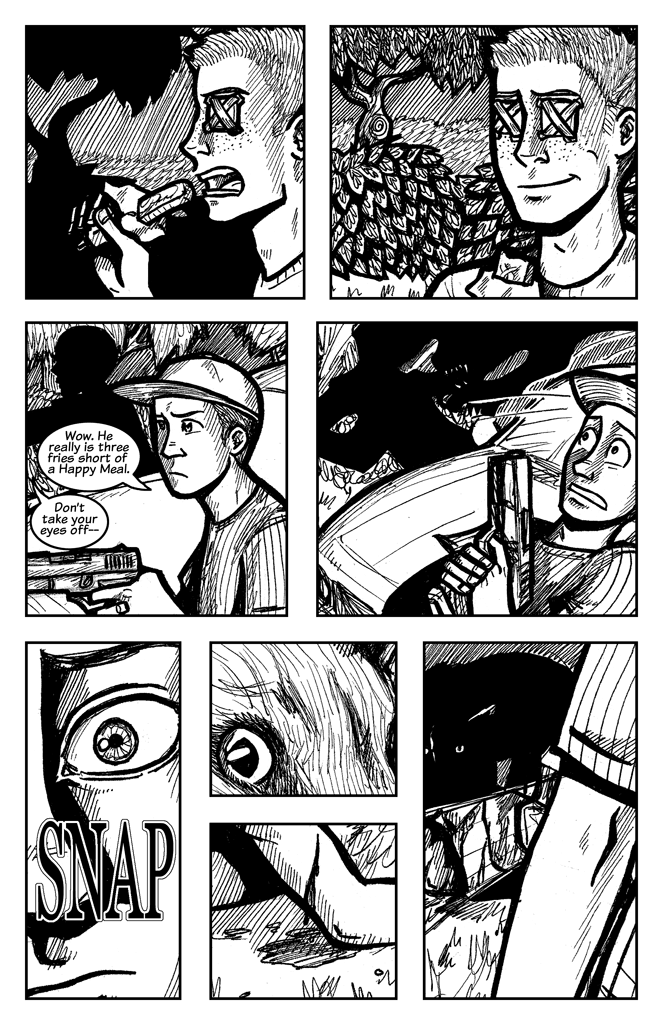 Wow. He
really is three
fries short of
a Happy Meal.
Don't
take your
eyes off--
SNAP